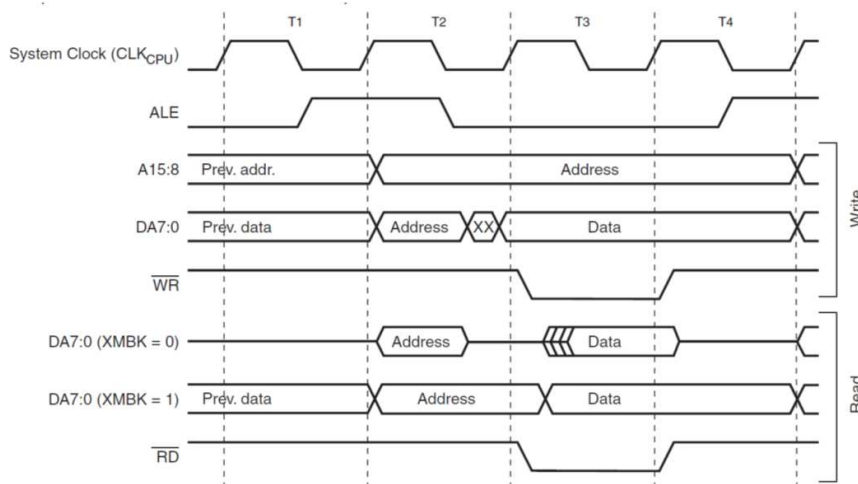 T1 T2 T3 T4
System Clock (CLKCPU)
ALE
A15:8 Prev. addr. Address
DA7:0 Prev. data Address XX Data
WR
Write
DA7:0 (XMBK = 0) Address Data
DA7:0 (XMBK = 1) Prev. data Address Data
RD
Read